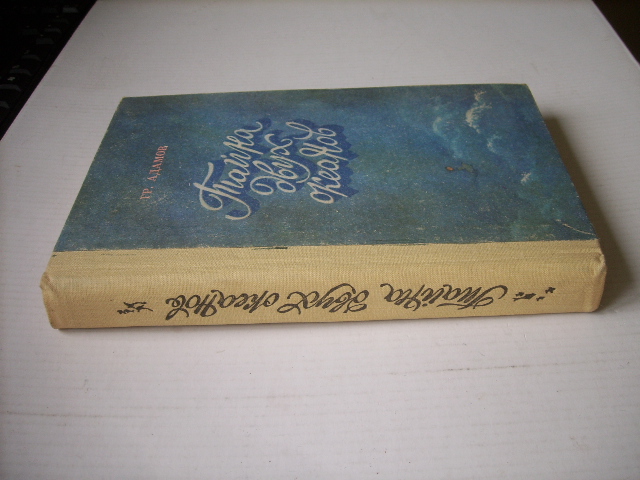 ГР. АДАМОВ
Тайна
двух
океанов
Тайна двух океанов